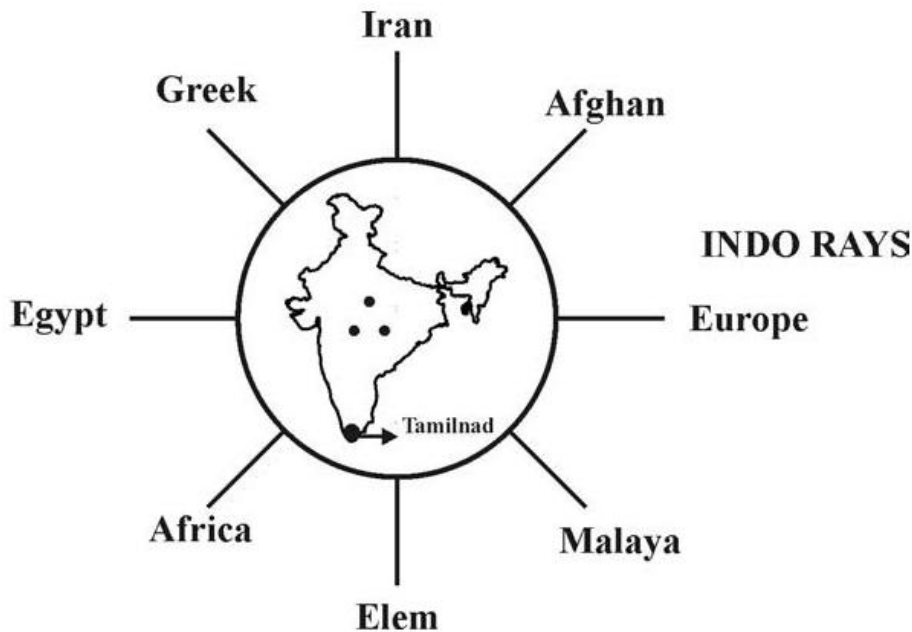 Iran
Greek
Afghan
INDO RAYS
Egypt
Europe
Tamilnad
Africa
Malaya
Elem